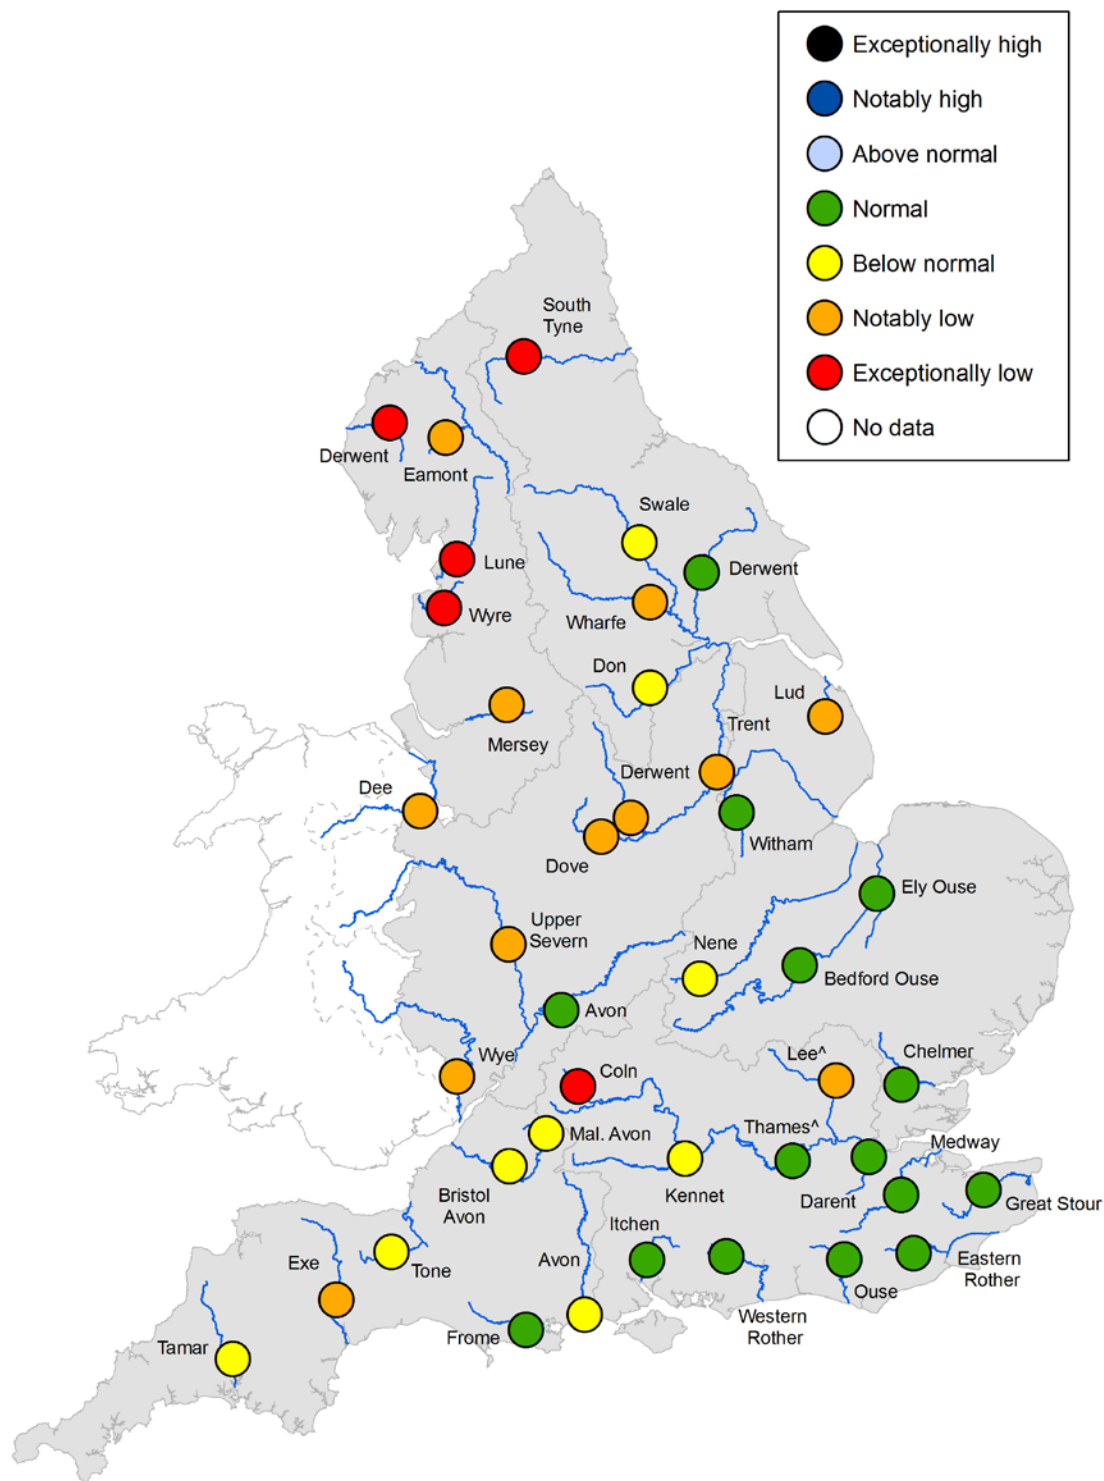 Exceptionally high
Notably high
Above normal
Normal
Below normal
Notably low
Exceptionally low
No data
South
Tyne
Derwent
Eamont
Swale
Lune
Derwent
Wyre
Wharfe
Don
Lud
Trent
Mersey
Derwent
Dee
Witham
Dove
Ely Ouse
Upper
Severn
Nene
Bedford Ouse
Avon
Wye
Lee^
Chelmer
Coln
Mal. Avon
Thames^
Medway
Bristol
Avon
Kennet
Darent
Great Stour
Itchen
Exe
Tone
Avon
Eastern
Rother
Ouse
Western
Rother
Frome
Tamar